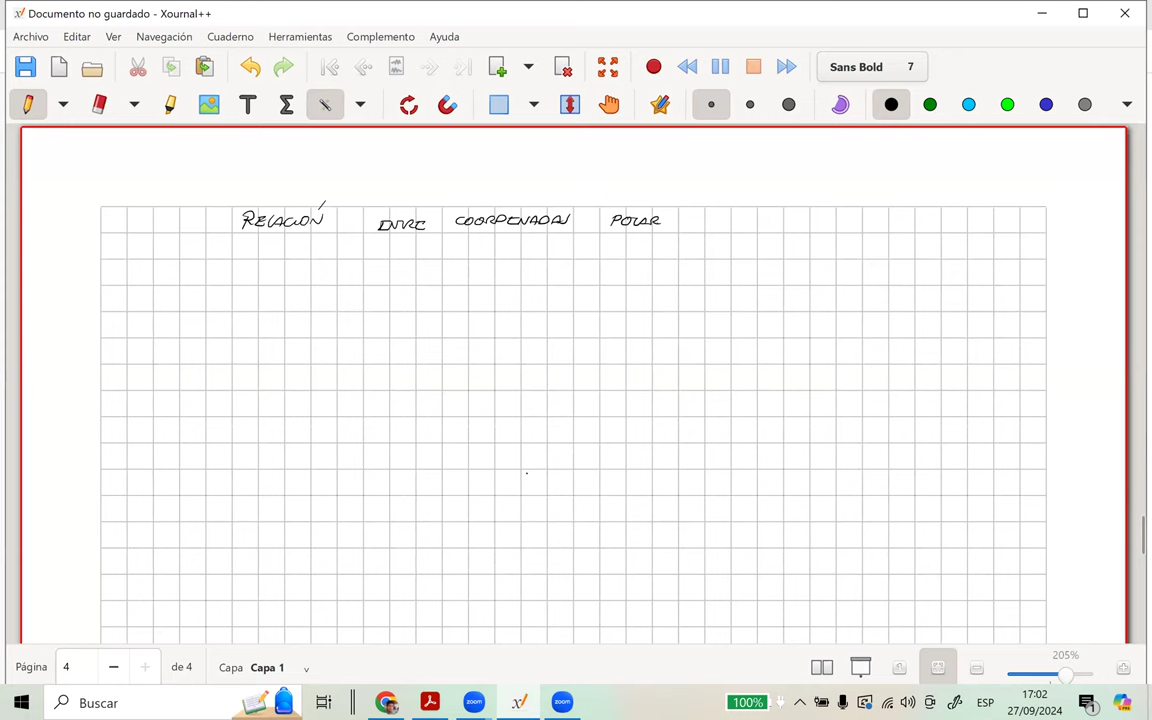 Documento no guardado - Xournal++
Archivo Editar Ver Navegación Cuaderno Herramientas Complemento Ayuda
Sans Bold 7
RELACIÓN ENTRE COORDENADAS POLAR
Página 4 de 4 Capa Capa 1 205%
Buscar 100% ESP 17:02
27/09/2024